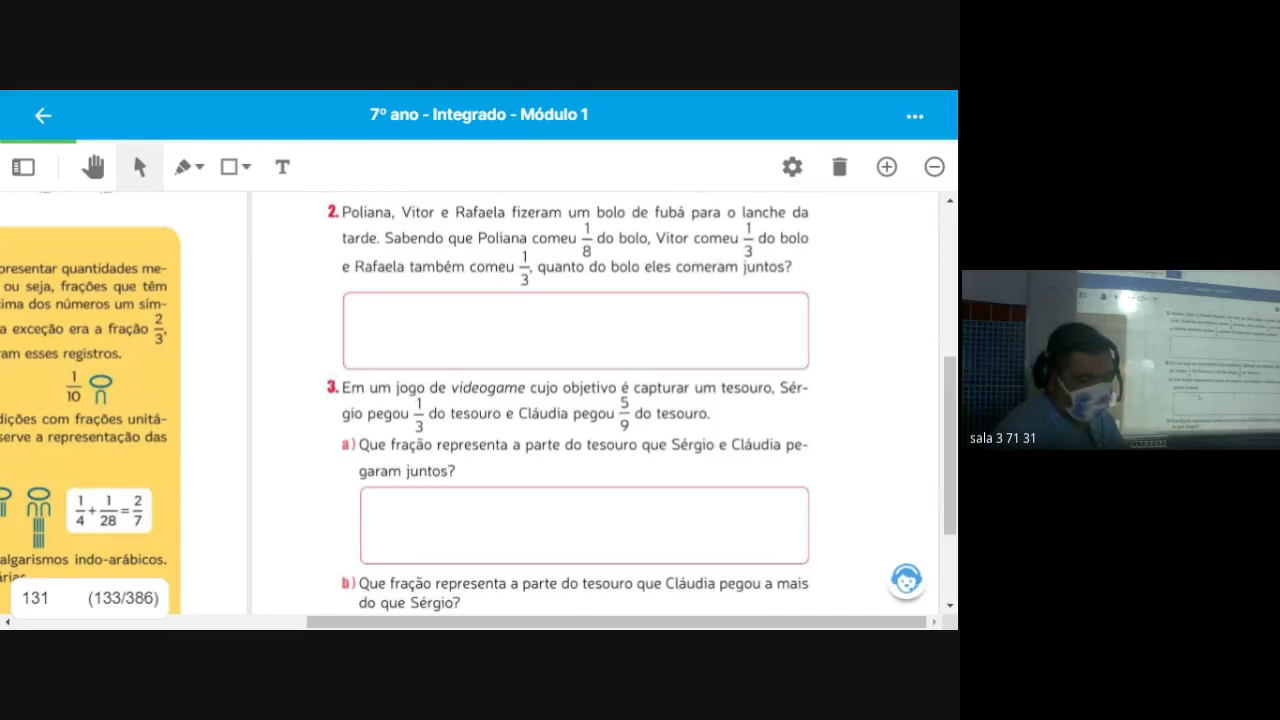 7º ano - Integrado - Módulo 1
presentar quantidades me-
ou seja, frações que têm
cima dos números um sím-
a exceção era a fração 2/3,
ram esses registros.
1/10
dições com frações unitá-
serve a representação das
1/4 + 1/28 = 2/7
algarismos indo-arábicos.
131 (133/386)
2. Poliana, Vitor e Rafaela fizeram um bolo de fubá para o lanche da
tarde. Sabendo que Poliana comeu 1/8 do bolo, Vitor comeu 1/3 do bolo
e Rafaela também comeu 1/3, quanto do bolo eles comeram juntos?
3. Em um jogo de videogame cujo objetivo é capturar um tesouro, Sér-
gio pegou 1/3 do tesouro e Cláudia pegou 5/9 do tesouro.
a) Que fração representa a parte do tesouro que Sérgio e Cláudia pe-
garam juntos?
b) Que fração representa a parte do tesouro que Cláudia pegou a mais
do que Sérgio?
sala 3 71 31